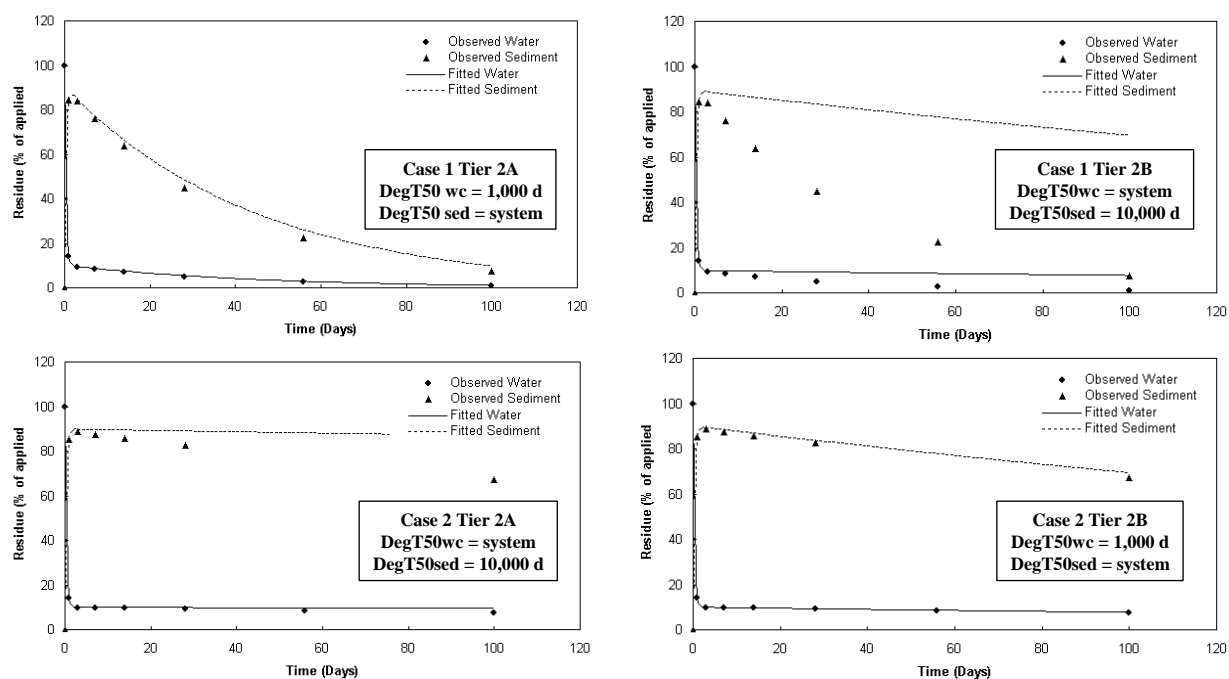 120
100
80
60
40
20
0
Residue (% of applied)
Observed Water
Observed Sediment
Fitted Water
Fitted Sediment
Case 1 Tier 2A
DegT50 wc = 1,000 d
DegT50 sed = system
0 20 40 60 80 100 120
Time (Days)
120
100
80
60
40
20
0
Residue (% of applied)
Observed Water
Observed Sediment
Fitted Water
Fitted Sediment
Case 1 Tier 2B
DegT50wc = system
DegT50sed = 10,000 d
0 20 40 60 80 100 120
Time (Days)
120
100
80
60
40
20
0
Residue (% of applied
Observed Water
Observed Sediment
Fitted Water
Fitted Sediment
Case 2 Tier 2A
DegT50wc = system
DegT50sed = 10,000 d
0 20 40 60 80 100 120
Time (Days)
120
100
80
60
40
20
0
Residue (% of applied
Observed Water
Observed Sediment
Fitted Water
Fitted Sediment
Case 2 Tier 2B
DegT50wc = 1,000 d
DegT50sed = system
0 20 40 60 80 100 120
Time (Days)